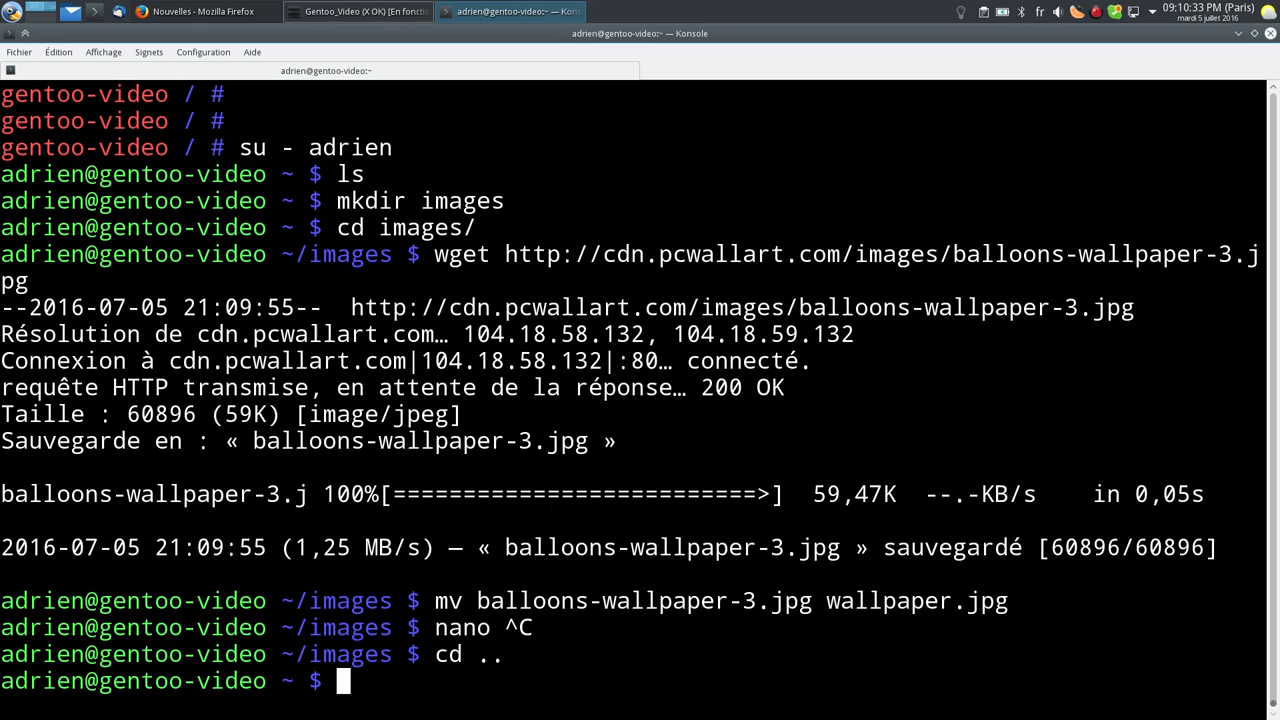 Nouvelles - Mozilla Firefox
Gentoo_Video (X OK) [En fonctio
adrien@gentoo-video:~ — Kons
fr
09:10:33 PM (Paris)
mardi 5 juillet 2016
adrien@gentoo-video:~ — Konsole
Fichier Édition Affichage Signets Configuration Aide
adrien@gentoo-video:~
gentoo-video / #
gentoo-video / #
gentoo-video / # su - adrien
adrien@gentoo-video ~ $ ls
adrien@gentoo-video ~ $ mkdir images
adrien@gentoo-video ~ $ cd images/
adrien@gentoo-video ~/images $ wget http://cdn.pcwallart.com/images/balloons-wallpaper-3.j
pg
--2016-07-05 21:09:55--  http://cdn.pcwallart.com/images/balloons-wallpaper-3.jpg
Résolution de cdn.pcwallart.com… 104.18.58.132, 104.18.59.132
Connexion à cdn.pcwallart.com|104.18.58.132|:80… connecté.
requête HTTP transmise, en attente de la réponse… 200 OK
Taille : 60896 (59K) [image/jpeg]
Sauvegarde en : « balloons-wallpaper-3.jpg »
balloons-wallpaper-3.j 100%[==========================>]  59,47K  --.-KB/s    in 0,05s
2016-07-05 21:09:55 (1,25 MB/s) — « balloons-wallpaper-3.jpg » sauvegardé [60896/60896]
adrien@gentoo-video ~/images $ mv balloons-wallpaper-3.jpg wallpaper.jpg
adrien@gentoo-video ~/images $ nano ^C
adrien@gentoo-video ~/images $ cd ..
adrien@gentoo-video ~ $